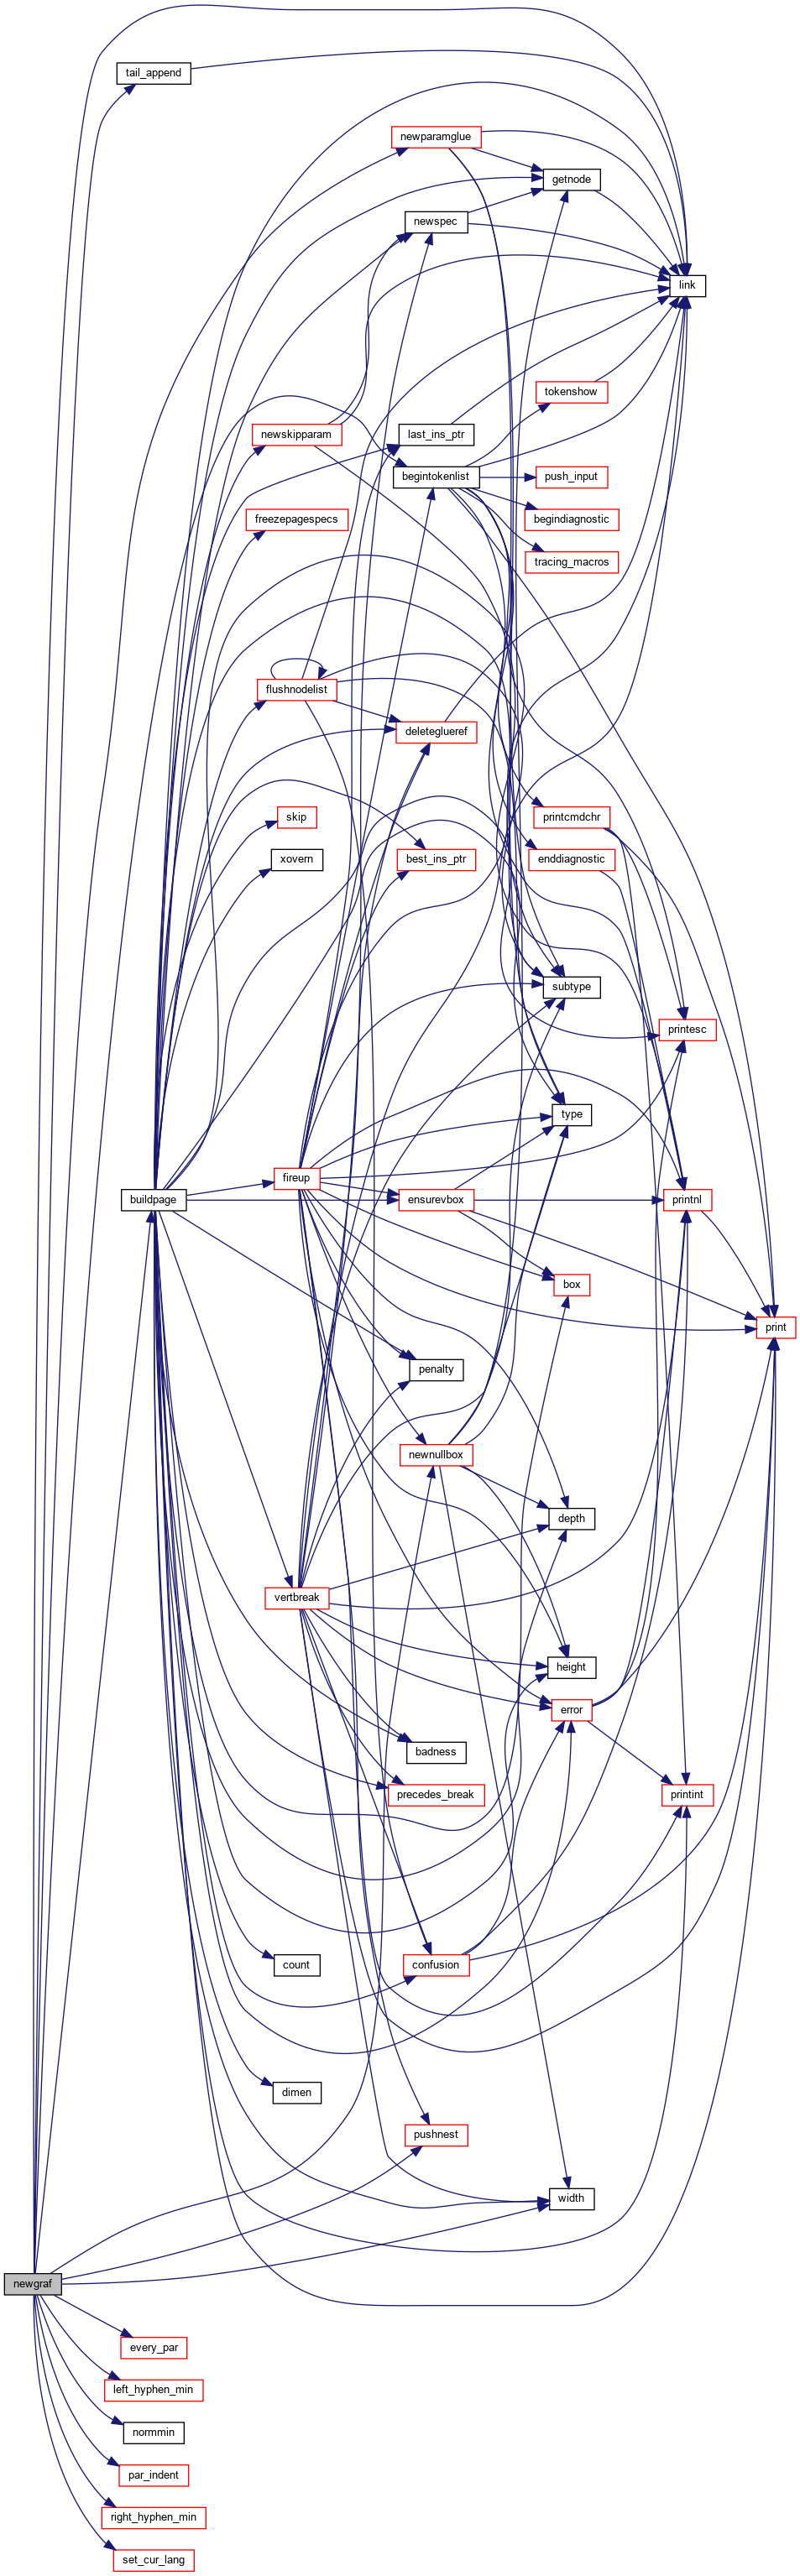 tail_append
newparamglue
getnode
newspec
link
tokenshow
newskipparam
last_ins_ptr
begintokenlist
push_input
freezepagespecs
begindiagnostic
tracing_macros
flushnodelist
deleteglueref
skip
printcmdchr
xovern
best_ins_ptr
enddiagnostic
subtype
printesc
type
fireup
buildpage
ensurevbox
printnl
box
print
penalty
newnullbox
depth
vertbreak
height
error
badness
precedes_break
printint
count
confusion
dimen
pushnest
width
newgraf
every_par
left_hyphen_min
normmin
par_indent
right_hyphen_min
set_cur_lang